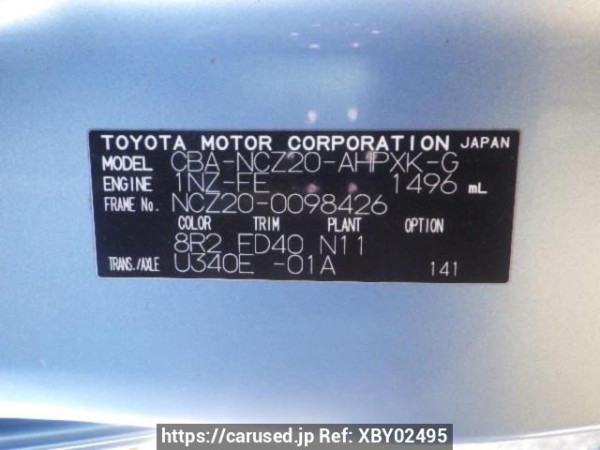 TOYOTA MOTOR CORPORATION JAPAN
MODEL CBA-NCZ20-AHPXK-G
ENGINE 1NZ-FE 1496 mL
FRAME No. NCZ20-0098426
COLOR TRIM PLANT OPTION
8R2 FD40 N11
TRANS./AXLE U340E -01A 141
https://carused.jp Ref: XBY02495